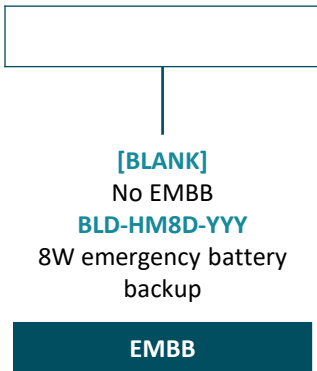 [BLANK]
No EMBB
BLD-HM8D-YYY
8W emergency battery
backup
EMBB